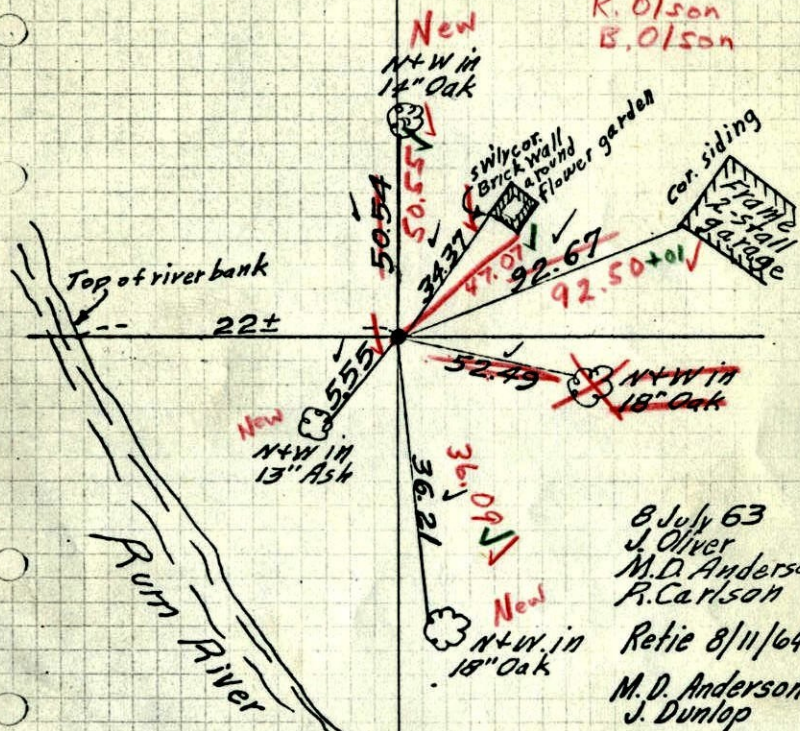 R. Olson
B. Olson
New
N+W in
14" Oak
50.54
50.55
swly cor.
Brick wall
around
flower garden
34.37
47.07
cor. siding
Frame
2-stall
garage
92.67
92.50 +01
Top of river bank
22±
52.49
N+W in
18" Oak
5.55
New
N+W in
13" Ash
36.21
36.09
New
N+W. in
18" Oak
Rum River
8 July 63
J. Oliver
M.D. Anderso
R. Carlson
Retie 8/11/64
M.D. Anderson
J. Dunlop